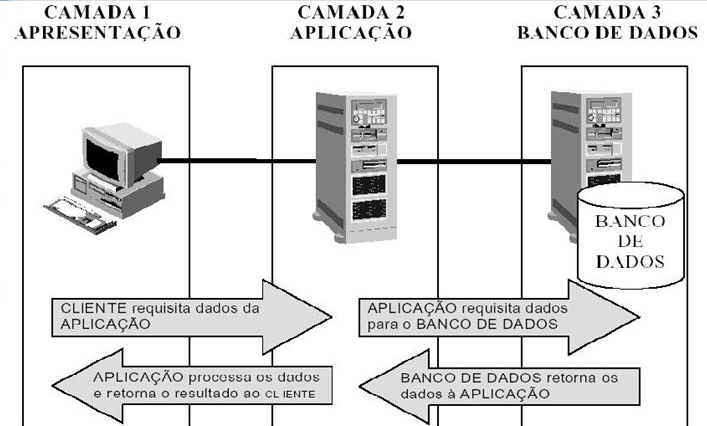 CAMADA 1
APRESENTAÇÃO
CAMADA 2
APLICAÇÃO
CAMADA 3
BANCO DE DADOS
BANCO
DE
DADOS
CLIENTE requisita dados da
APLICAÇÃO
APLICAÇÃO requisita dados
para o BANCO DE DADOS
APLICAÇÃO processa os dados
e retorna o resultado ao CLIENTE
BANCO DE DADOS retorna os
dados à APLICAÇÃO